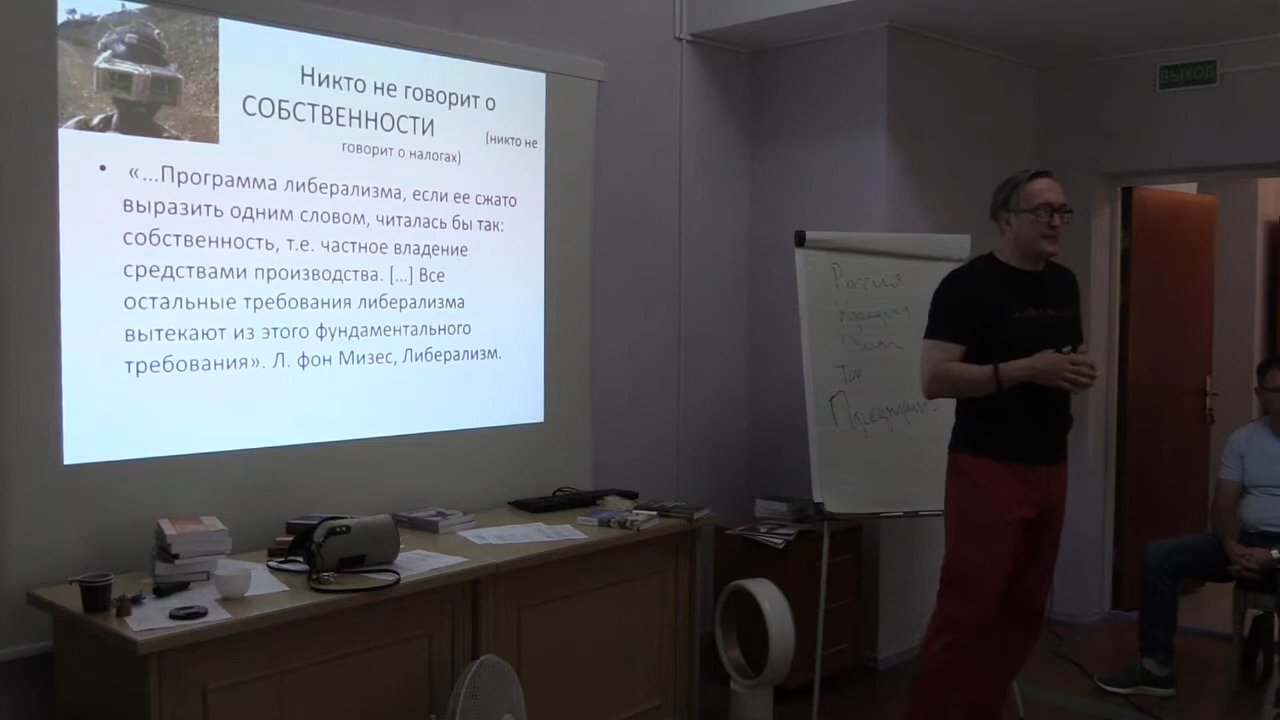 Никто не говорит о
СОБСТВЕННОСТИ
(никто не
говорит о налогах)
• «...Программа либерализма, если ее сжато
выразить одним словом, читалась бы так:
собственность, т.е. частное владение
средствами производства. [...] Все
остальные требования либерализма
вытекают из этого фундаментального
требования». Л. фон Мизес, Либерализм.
ВЫХОД
Россия